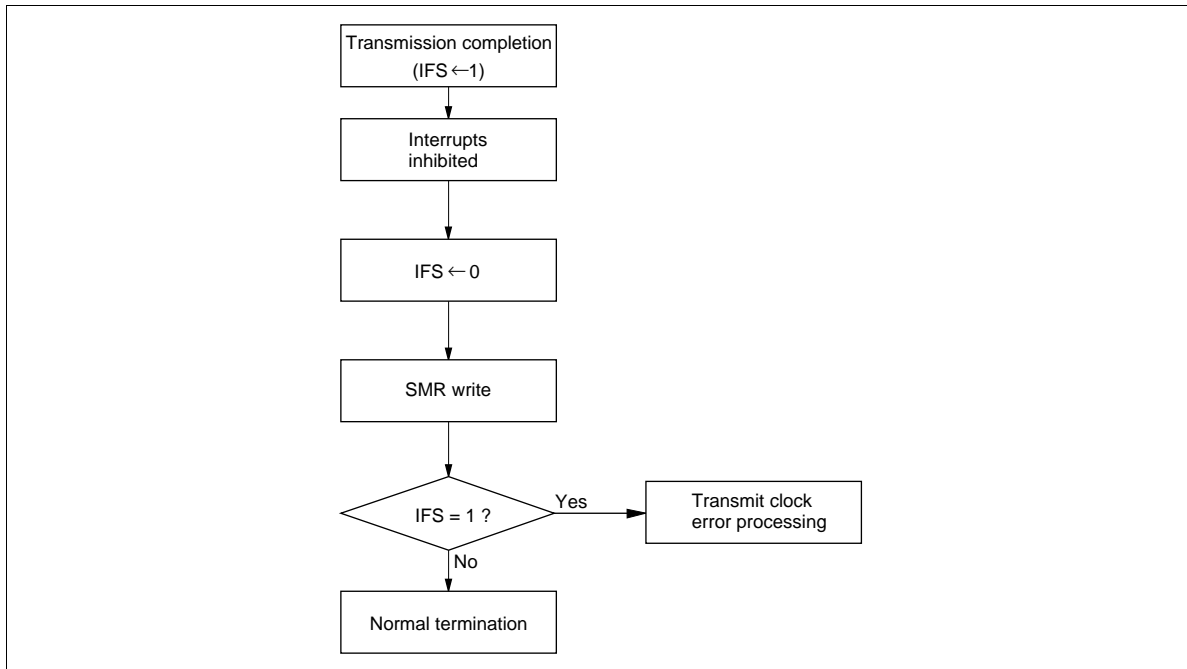 Transmission completion
(IFS ← 1)
Interrupts
inhibited
IFS ← 0
SMR write
IFS = 1 ?
Yes
Transmit clock
error processing
No
Normal termination